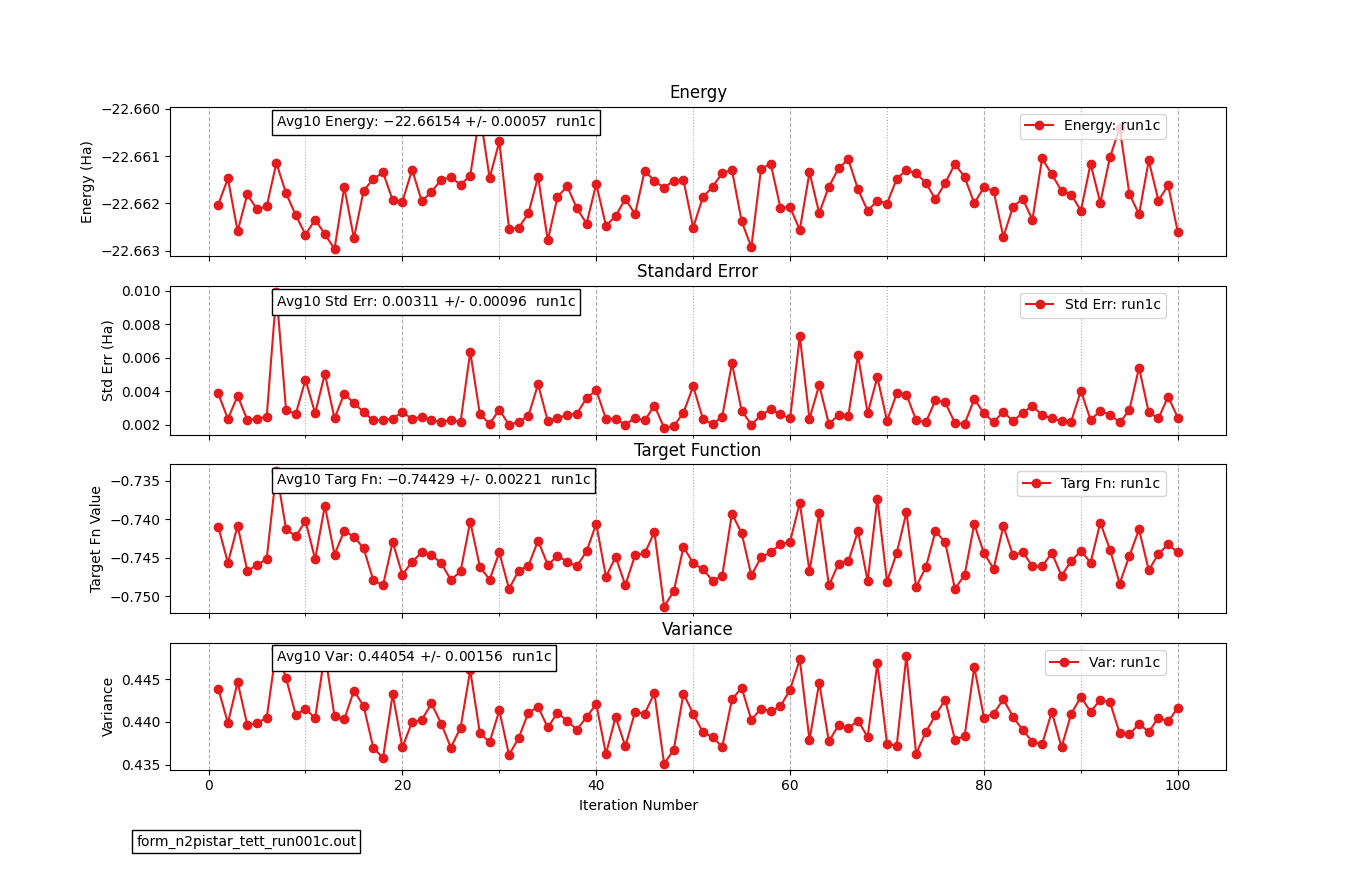 Energy
Avg10 Energy: −22.66154 +/- 0.00057 run1c
Energy: run1c
Energy (Ha)
−22.660
−22.661
−22.662
−22.663
Standard Error
Avg10 Std Err: 0.00311 +/- 0.00096 run1c
Std Err: run1c
Std Err (Ha)
0.010
0.008
0.006
0.004
0.002
Target Function
Avg10 Targ Fn: −0.74429 +/- 0.00221 run1c
Targ Fn: run1c
Target Fn Value
−0.735
−0.740
−0.745
−0.750
Variance
Avg10 Var: 0.44054 +/- 0.00156 run1c
Var: run1c
Variance
0.445
0.440
0.435
0 20 40 60 80 100
Iteration Number
form_n2pistar_tett_run001c.out